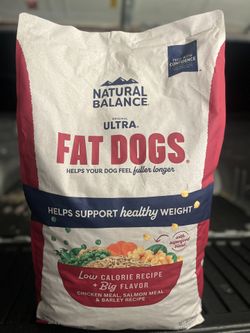 NATURAL
BALANCE
ULTRA
FAT DOGS
HELPS YOUR DOG FEEL fuller longer
HELPS SUPPORT healthy WEIGHT
Low CALORIE RECIPE
+ Big FLAVOR
CHICKEN MEAL, SALMON MEAL
& BARLEY RECIPE